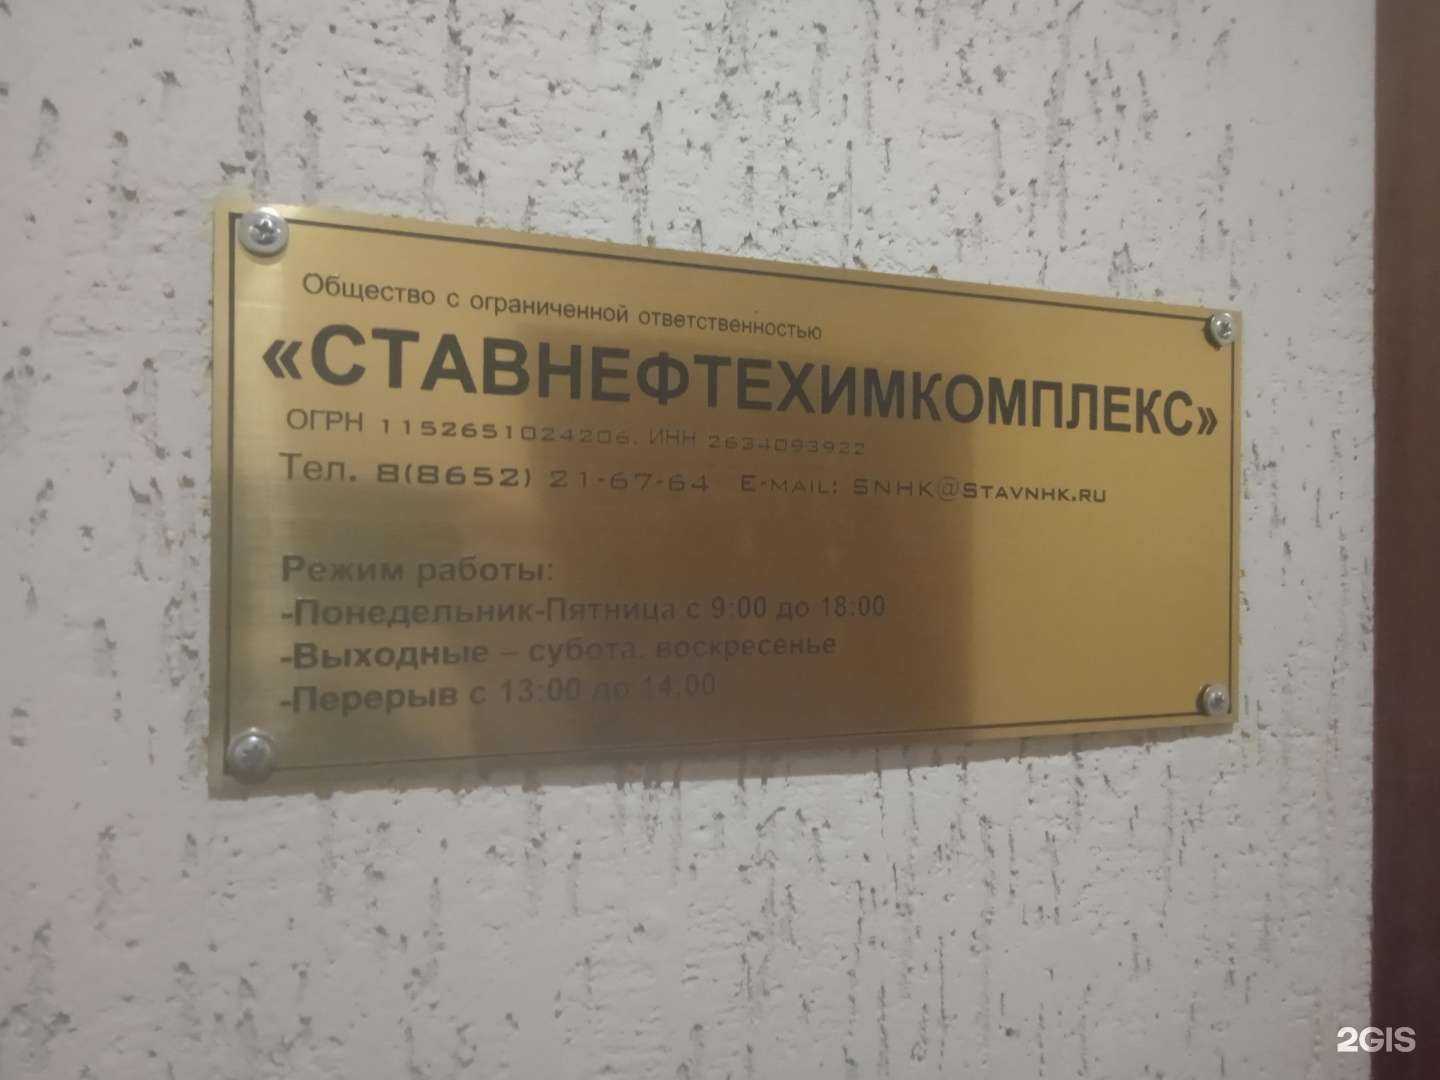 Общество с ограниченной ответственностью
«СТАВНЕФТЕХИМКОМПЛЕКС»
ОГРН 1152651024206, ИНН 2634093922
Тел. 8(8652) 21-67-64 E-MAIL: SNHK@STAVNHK.RU
Режим работы:
-Понедельник-Пятница с 9:00 до 18:00
-Выходные – субота, воскресенье
-Перерыв с 13:00 до 14.00
2GIS